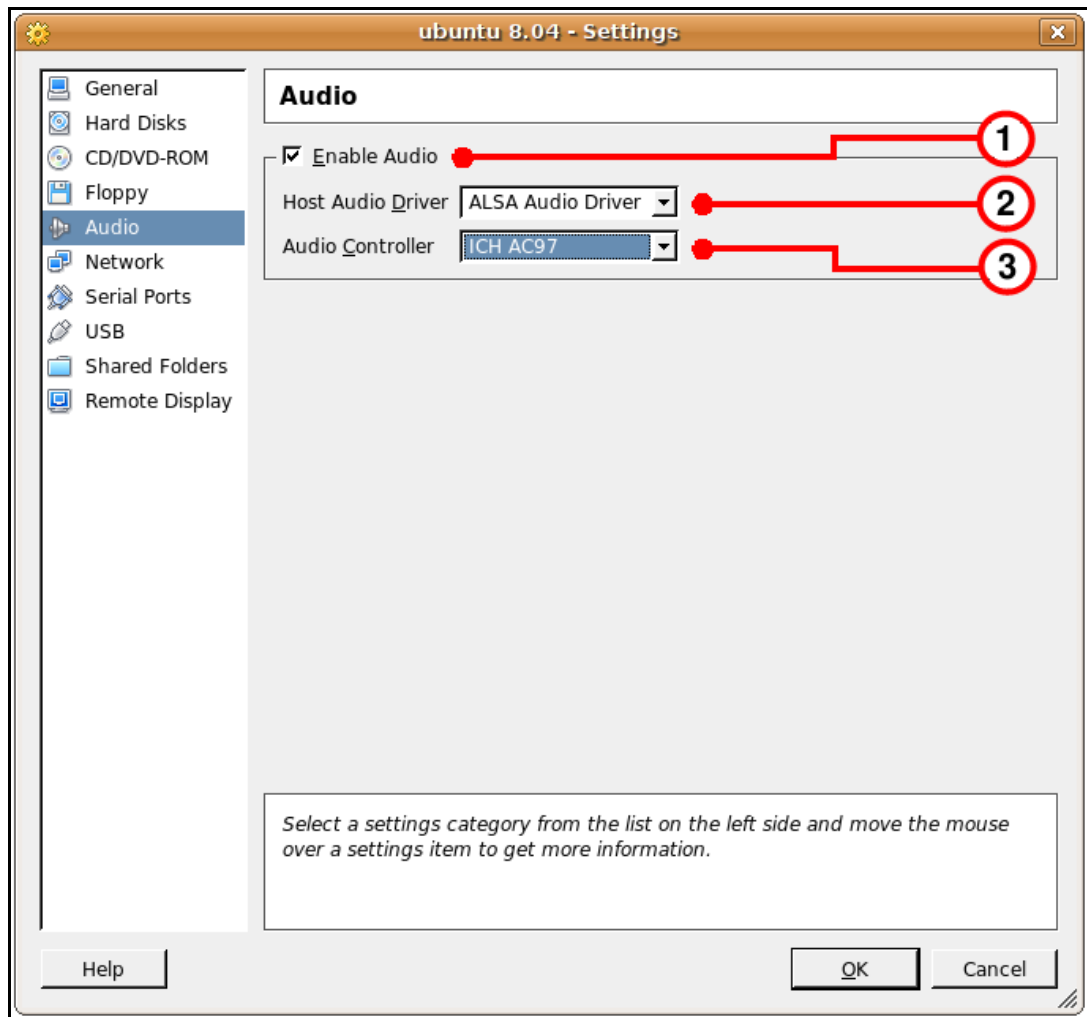 ubuntu 8.04 - Settings
General
Hard Disks
CD/DVD-ROM
Floppy
Audio
Network
Serial Ports
USB
Shared Folders
Remote Display
Audio
Enable Audio
1
Host Audio Driver ALSA Audio Driver
2
Audio Controller ICH AC97
3
Select a settings category from the list on the left side and move the mouse
over a settings item to get more information.
Help
OK
Cancel